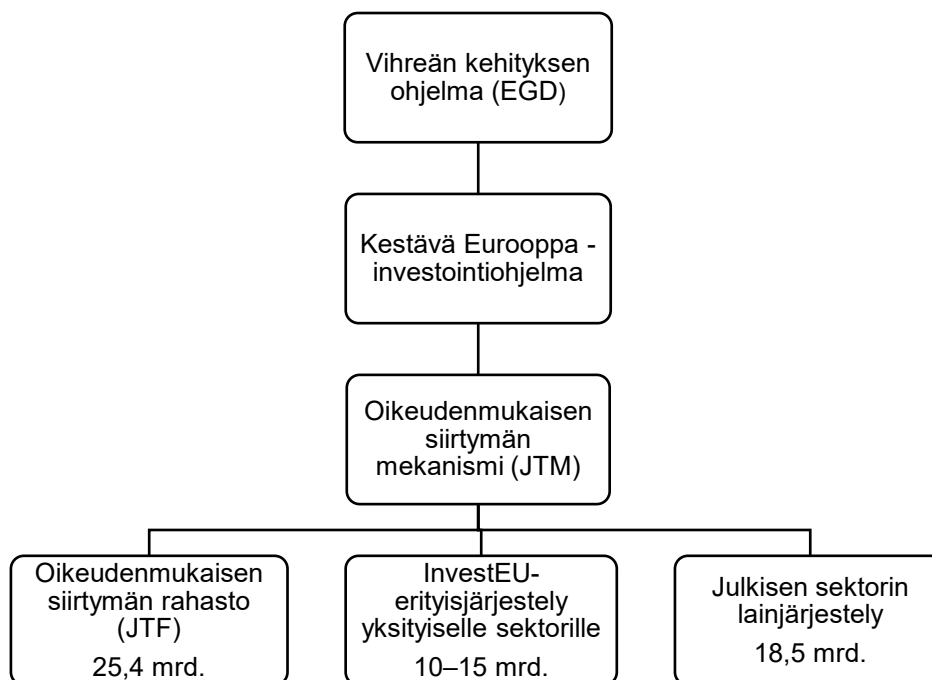 Vihreän kehityksen
ohjelma (EGD)
Kestävä Eurooppa -
investointiohjelma
Oikeudenmukaisen
siirtymän
mekanismi (JTM)
Oikeudenmukaisen
siirtymän rahasto
(JTF)
25,4 mrd.
InvestEU-
erityisjärjestely
yksityiselle sektorille
10–15 mrd.
Julkisen sektorin
lainjärjestely
18,5 mrd.